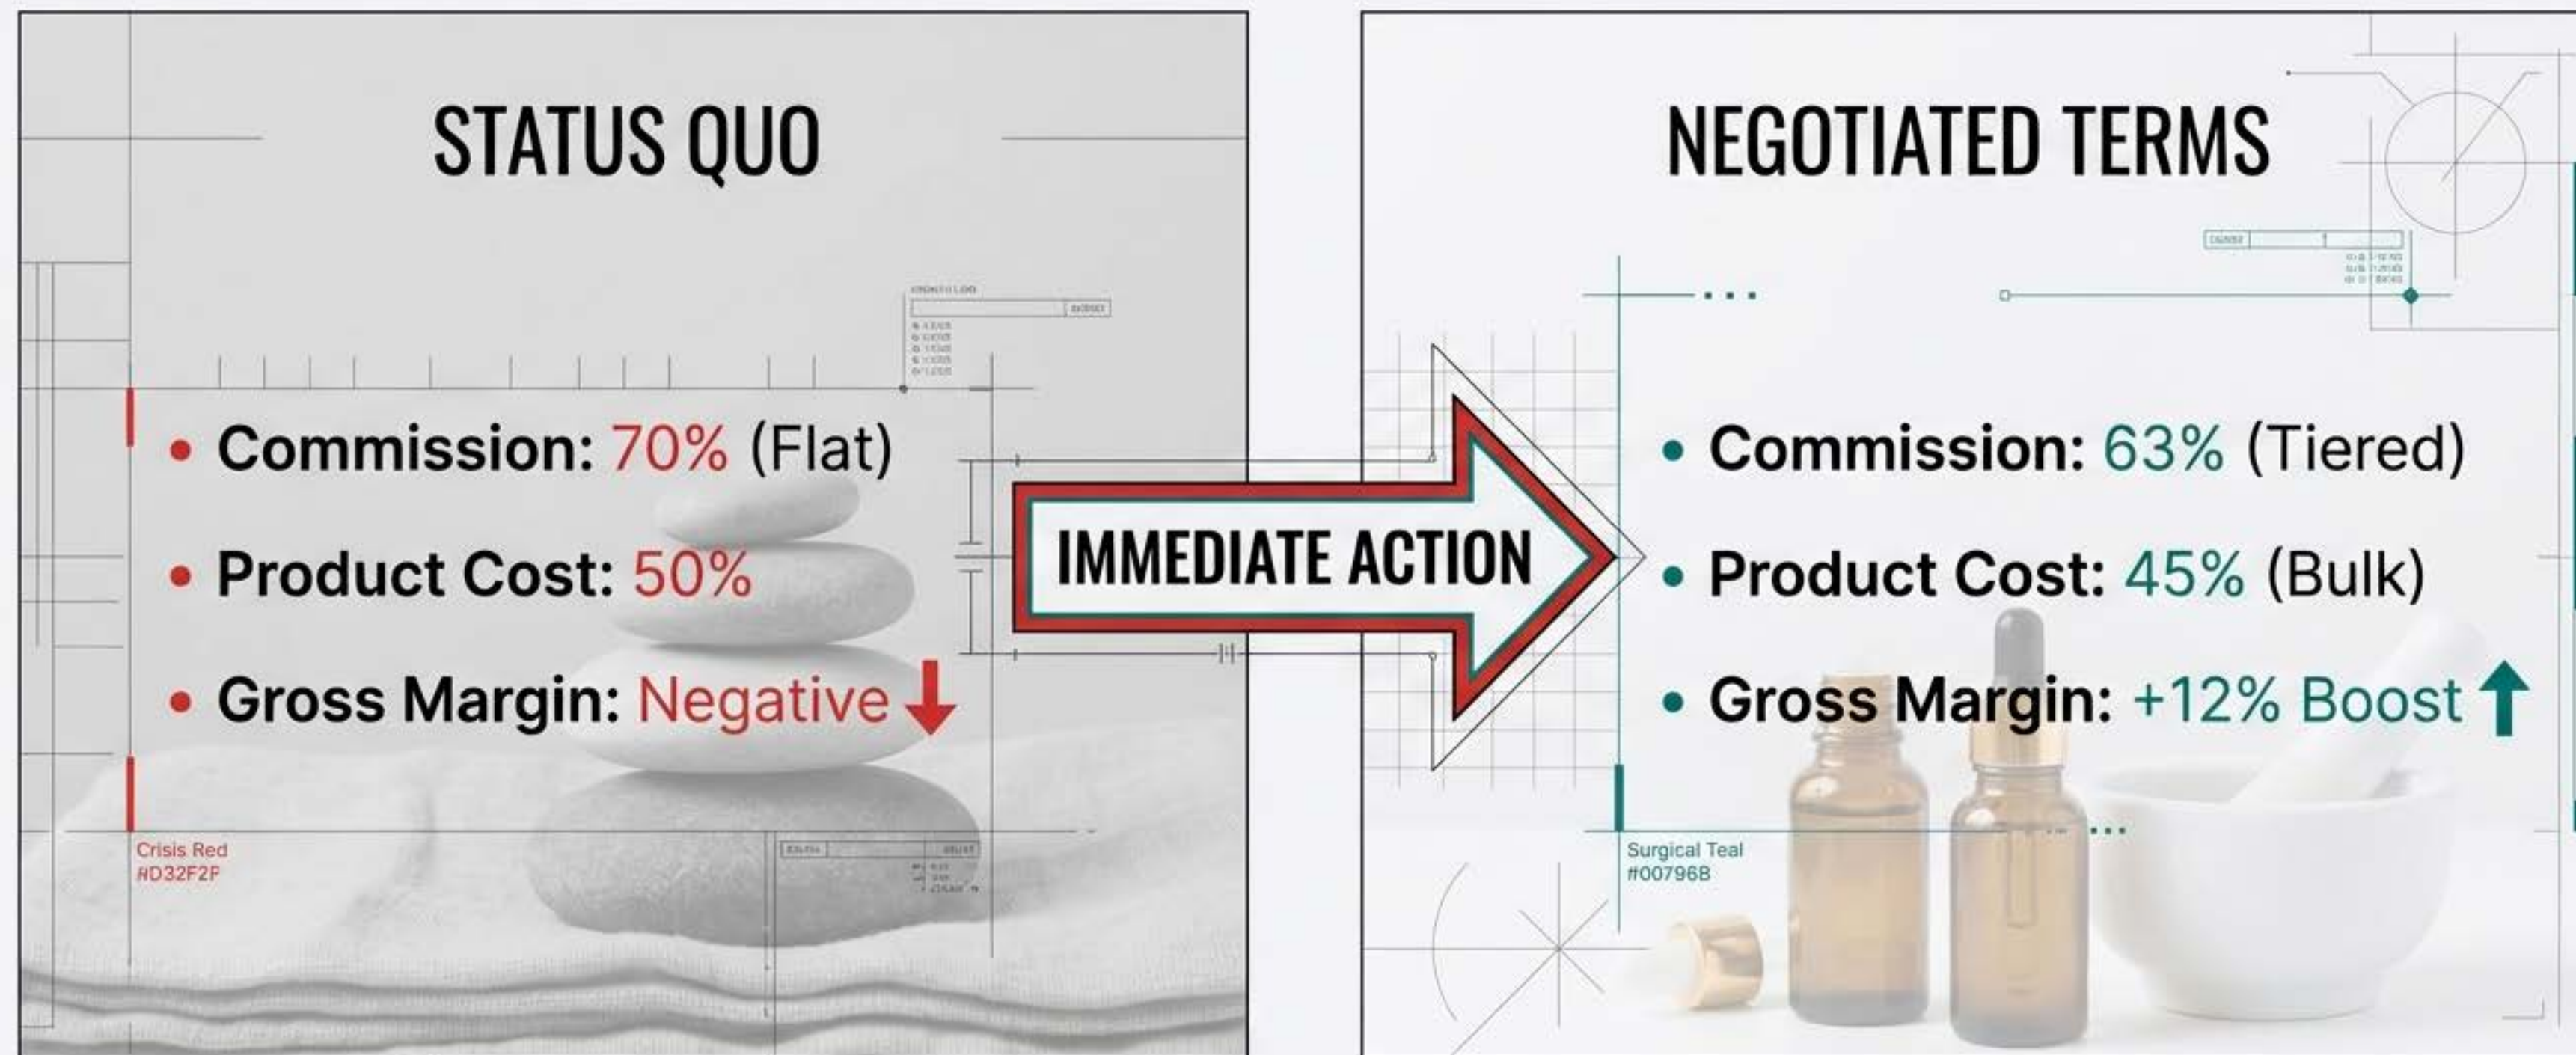 STATUS QUO
• Commission: 70% (Flat)
• Product Cost: 50%
• Gross Margin: Negative
Crisis Red
#D32F2F
IMMEDIATE ACTION
NEGOTIATED TERMS
• Commission: 63% (Tiered)
• Product Cost: 45% (Bulk)
• Gross Margin: +12% Boost
Surgical Teal
#00796B